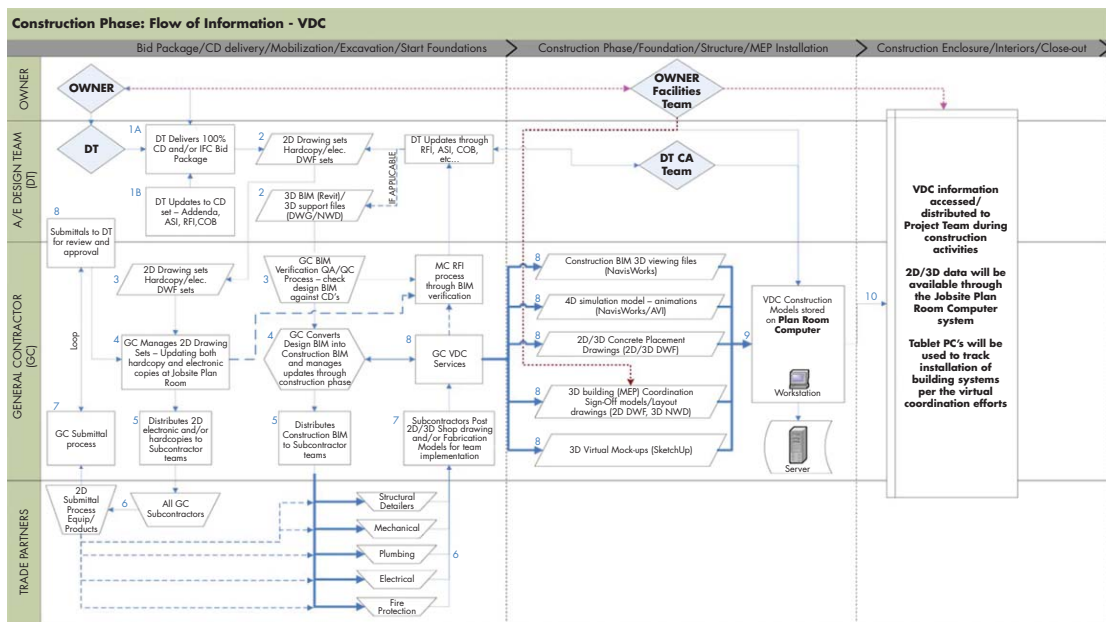 Construction Phase: Flow of Information - VDC
Bid Package/CD delivery/Mobilization/Excavation/Start Foundations
Construction Phase/Foundation/Structure/MEP Installation
Construction Enclosure/Interiors/Close-out
OWNER
OWNER
OWNER
Facilities
Team
A/E DESIGN TEAM
(DT)
DT
1A
DT Delivers 100%
CD and/or IFC Bid
Package
2
2D Drawing sets
Hardcopy/elec.
DWF sets
DT Updates through
RFI, ASI, COB,
etc...
DT CA
Team
1B
DT Updates to CD
set – Addenda,
ASI, RFI,COB
2
3D BIM (Revit)/
3D support files
(DWG/NWD)
IF APPLICABLE
8
Submittals to DT
for review and
approval
GENERAL CONTRACTOR
(GC)
3
2D Drawing sets
Hardcopy/elec.
DWF sets
3
GC BIM
Verification QA/QC
Process – check
design BIM
against CD's
MC RFI
process
through BIM
verification
Loop
4
GC Manages 2D Drawing
Sets – Updating both
hardcopy and electronic
copies at Jobsite Plan
Room
4
GC Converts
Design BIM into
Construction BIM
and manages
updates through
construction phase
8
GC VDC
Services
7
GC Submittal
process
5
Distributes 2D
electronic and/or
hardcopies to
Subcontractor
teams
5
Distributes
Construction BIM
to Subcontractor
teams
7
Subcontractors Post
2D/3D Shop drawing
and/or Fabrication
Models for team
implementation
8
Construction BIM 3D viewing files
(NavisWorks)
8
4D simulation model – animations
(NavisWorks/AVI)
8
2D/3D Concrete Placement
Drawings (2D/3D DWF)
8
3D building (MEP) Coordination
Sign-Off models/Layout
drawings (2D DWF, 3D NWD)
8
3D Virtual Mock-ups (SketchUp)
9
VDC Construction
Models stored
on Plan Room
Computer
Workstation
Server
10
VDC information
accessed/
distributed to
Project Team during
construction
activities
2D/3D data will be
available through
the Jobsite Plan
Room Computer
system
Tablet PC's will
be used to track
installation of
building systems
per the virtual
coordination efforts
TRADE PARTNERS
2D
Submittal
Process
Equip/
Products
6
All GC
Subcontractors
Structural
Detailers
Mechanical
Plumbing
Electrical
Fire
Protection
6